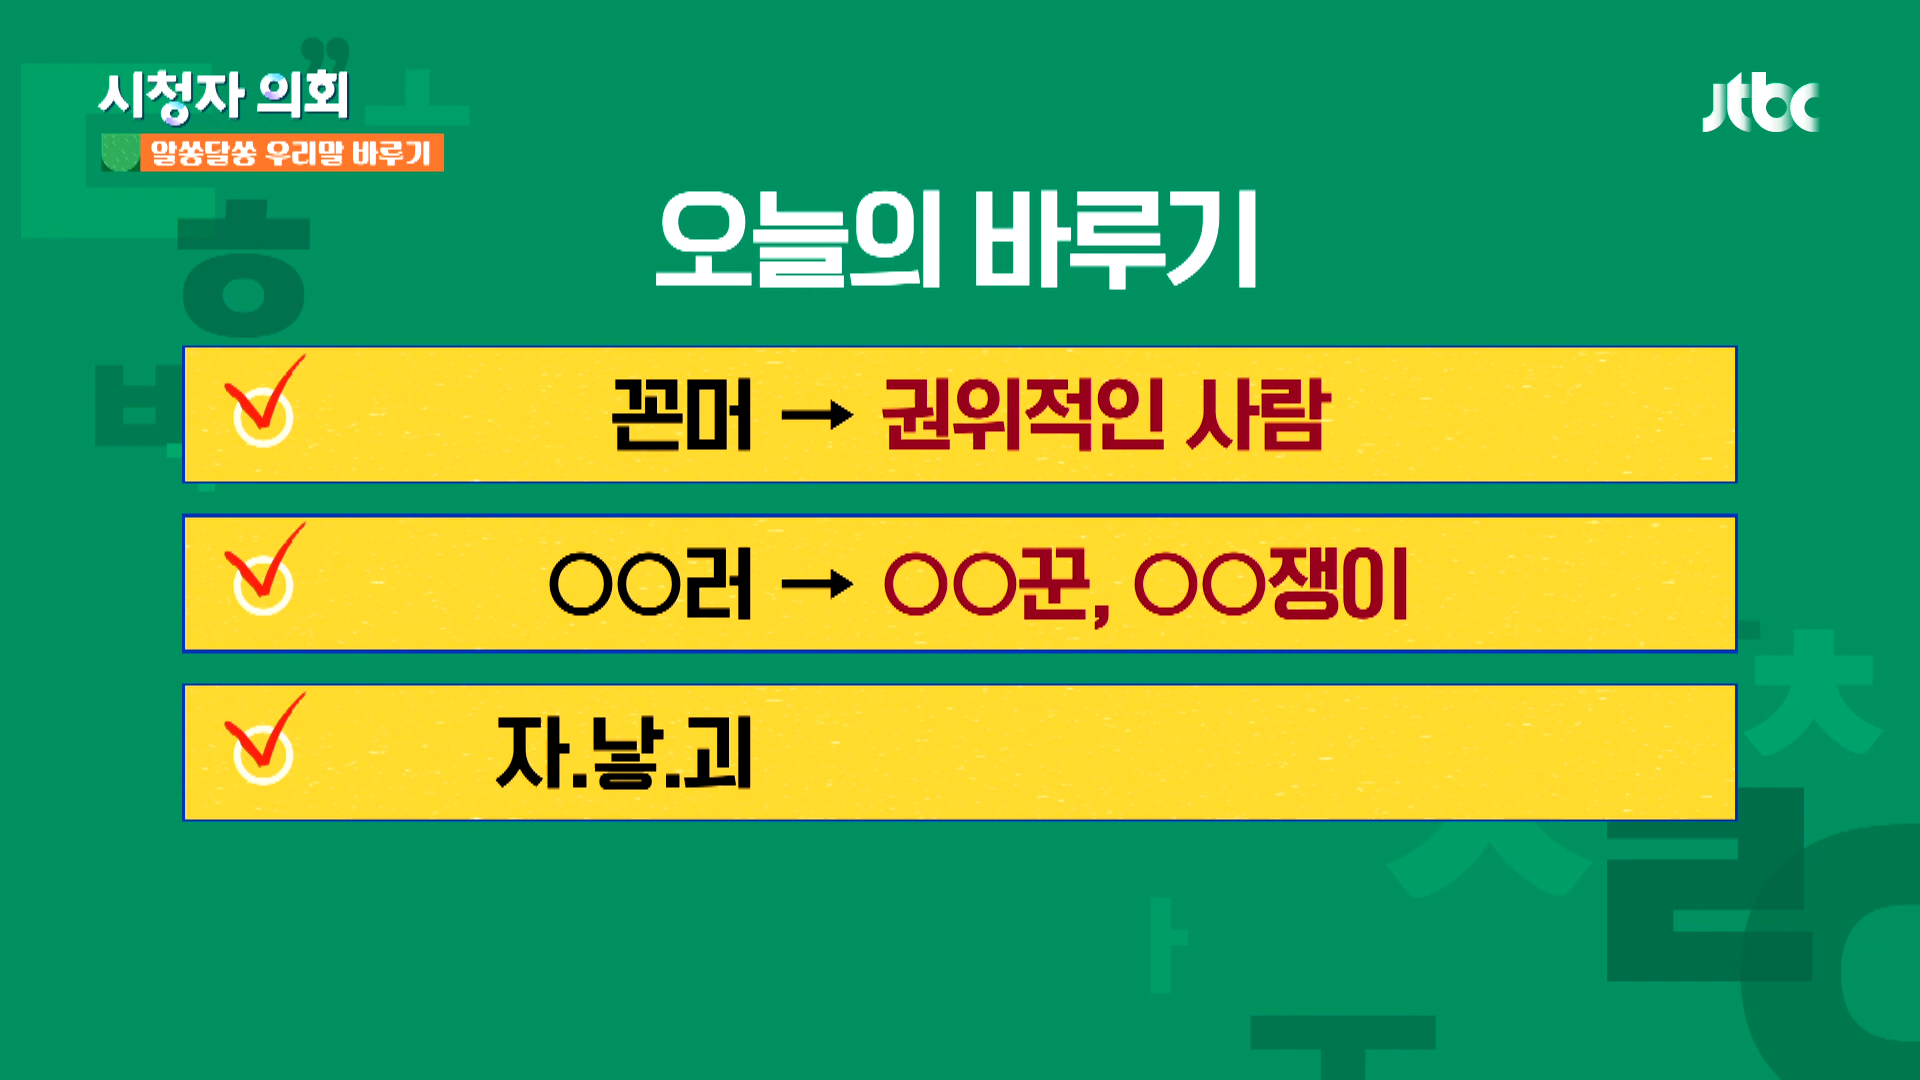 시청자 의회
알쏭달쏭 우리말 바루기
jtbc
오늘의 바루기
꼰머 → 권위적인 사람
○○러 → ○○꾼, ○○쟁이
자.낳.괴